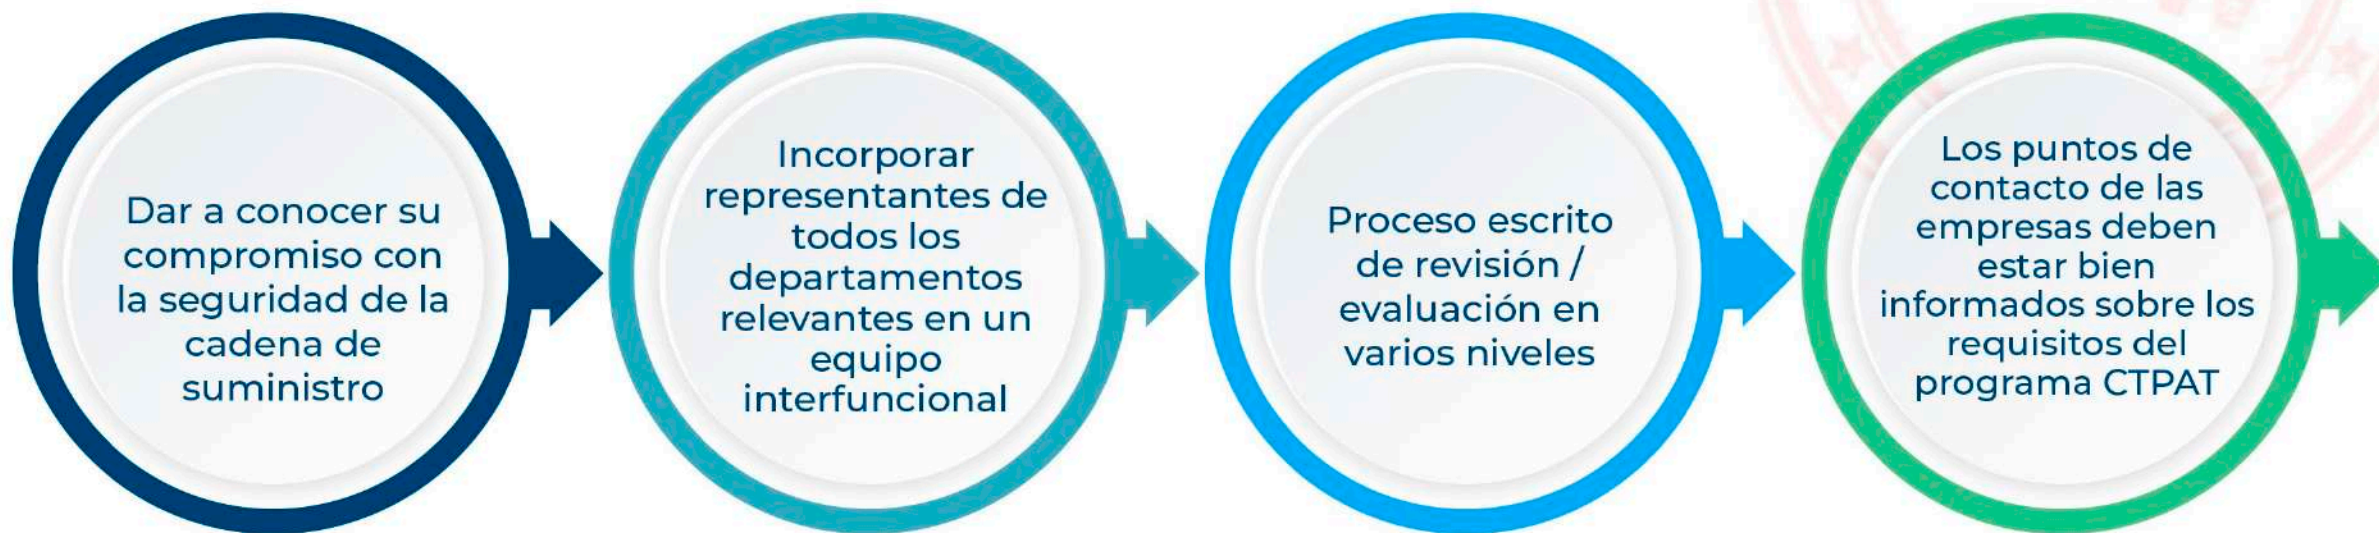 Dar a conocer su
compromiso con
la seguridad de la
cadena de
suministro
Incorporar
representantes de
todos los
departamentos
relevantes en un
equipo
interfuncional
Proceso escrito
de revisión /
evaluación en
varios niveles
Los puntos de
contacto de las
empresas deben
estar bien
informados sobre los
requisitos del
programa CTPAT